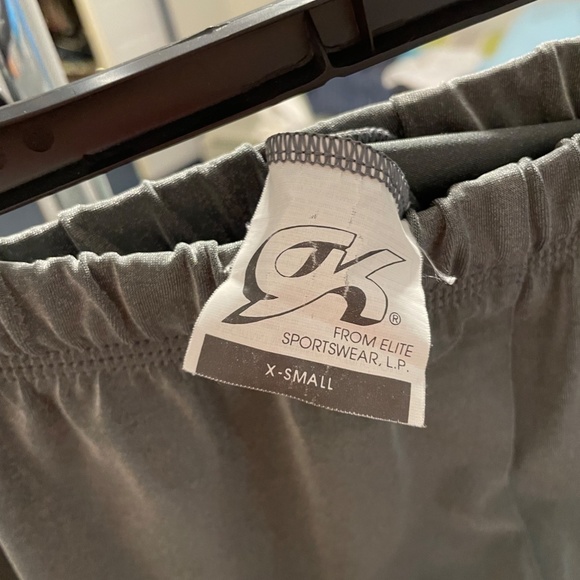 GK®
FROM ELITE
SPORTSWEAR, L.P.
X-SMALL